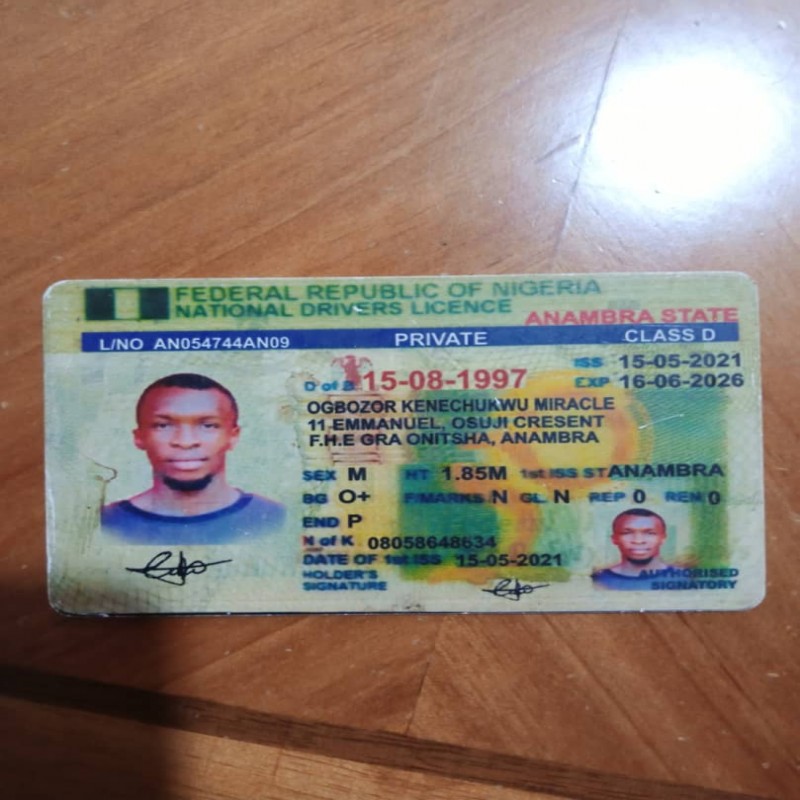 FEDERAL REPUBLIC OF NIGERIA
NATIONAL DRIVERS LICENCE
ANAMBRA STATE
L/NO AN054744AN09 PRIVATE CLASS D
ISS 15-05-2021
D of B 15-08-1997 EXP 16-06-2026
OGBOZOR KENECHUKWU MIRACLE
11 EMMANUEL, OSUJI CRESENT
F.H.E GRA ONITSHA, ANAMBRA
SEX M HT 1.85M 1st ISS ST ANAMBRA
BG O+ F/MARKS N GL N REP 0 REN 0
END P
N of K 08058648634
DATE OF 1st ISS 15-05-2021
HOLDER'S SIGNATURE
AUTHORISED SIGNATORY